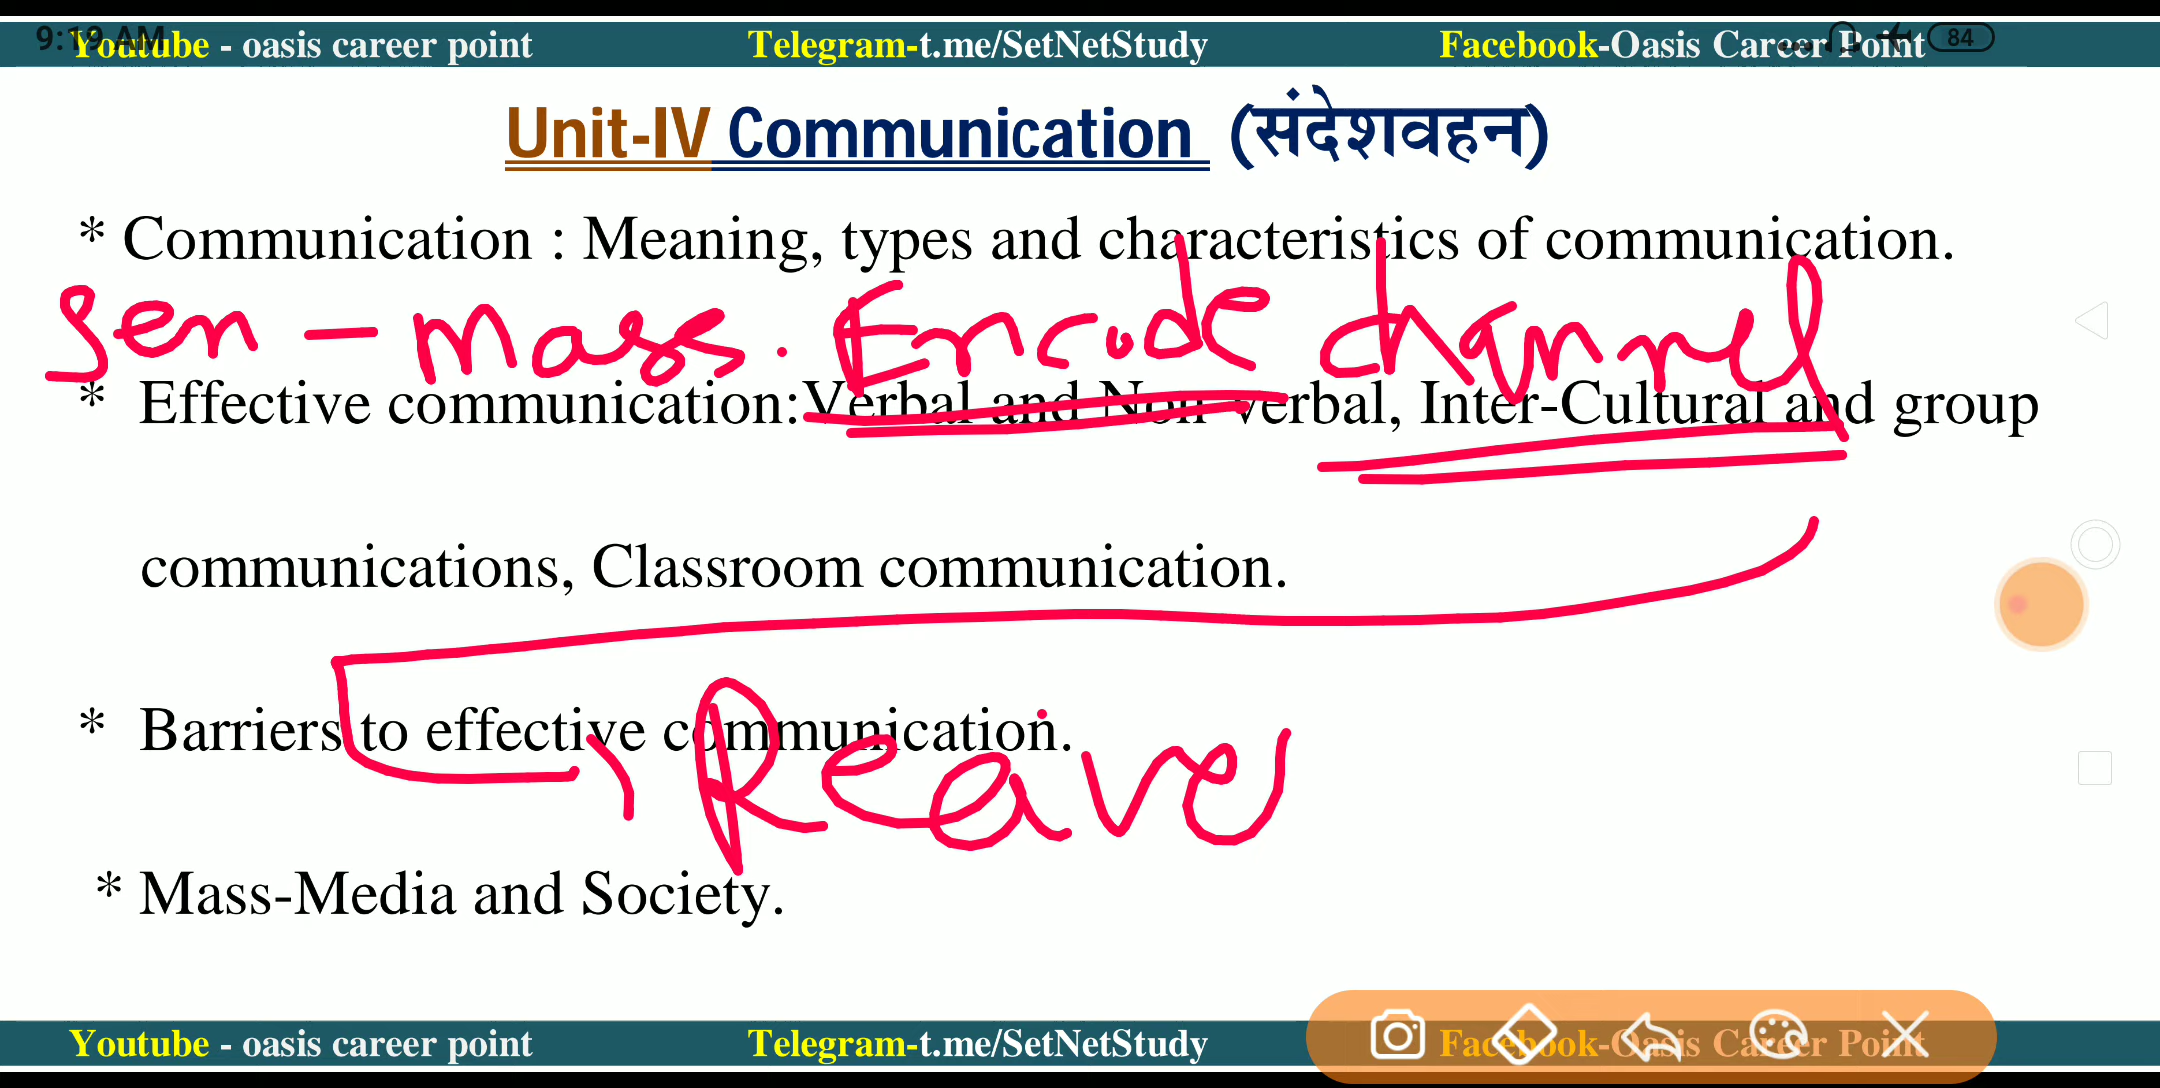 9:19 AM 84
Youtube - oasis career point Telegram-t.me/SetNetStudy Facebook-Oasis Career Point
Unit-IV Communication (संदेशवहन)
* Communication : Meaning, types and characteristics of communication.
Sen - Mass. Encode channel
* Effective communication:Verbal and Non-verbal, Inter-Cultural and group
communications, Classroom communication.
* Barriers to effective communication.
* Mass-Media and Society.
Youtube - oasis career point Telegram-t.me/SetNetStudy Facebook-Oasis Career Point